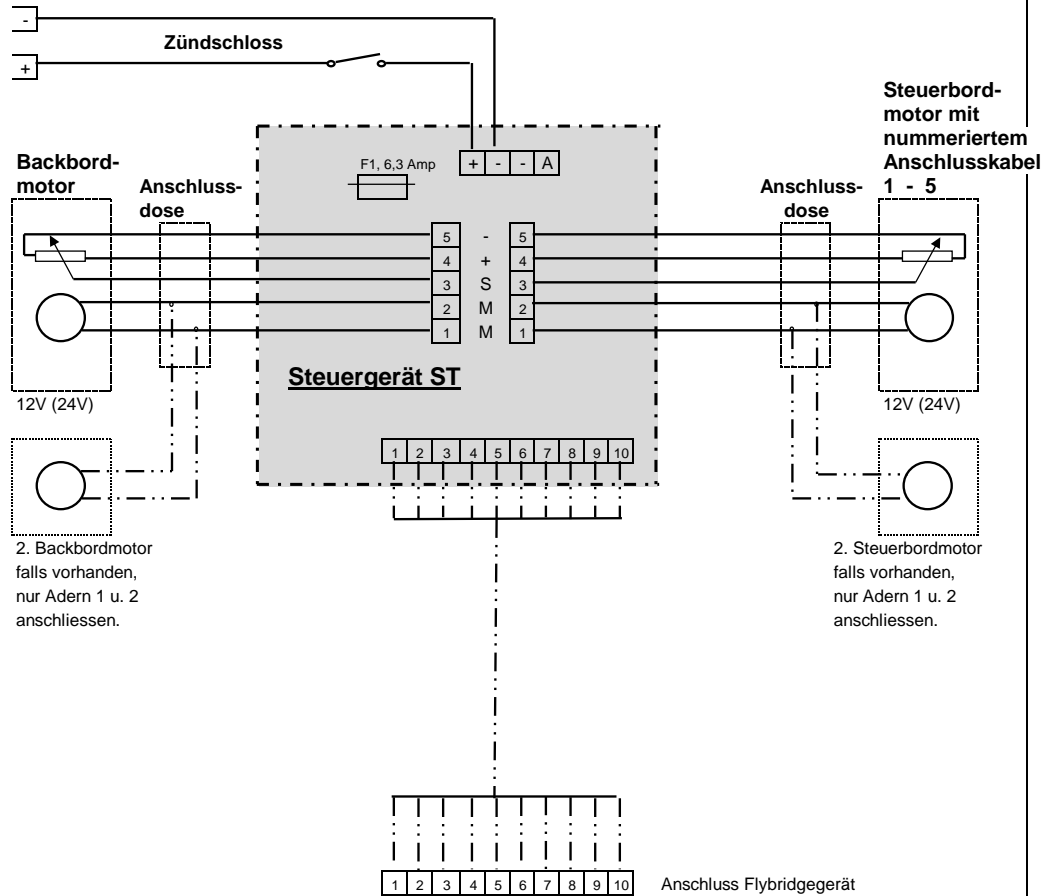 -
Zündschloss
+
Steuerbord-
motor mit
nummeriertem
Anschlusskabel
1 - 5
Backbord-
motor
Anschluss-
dose
F1, 6,3 Amp
+ - - A
Anschluss-
dose
5 - 5
4 + 4
3 S 3
2 M 2
1 M 1
Steuergerät ST
12V (24V)
12V (24V)
1 2 3 4 5 6 7 8 9 10
2. Backbordmotor
falls vorhanden,
nur Adern 1 u. 2
anschliessen.
2. Steuerbordmotor
falls vorhanden,
nur Adern 1 u. 2
anschliessen.
1 2 3 4 5 6 7 8 9 10
Anschluss Flybridgegerät